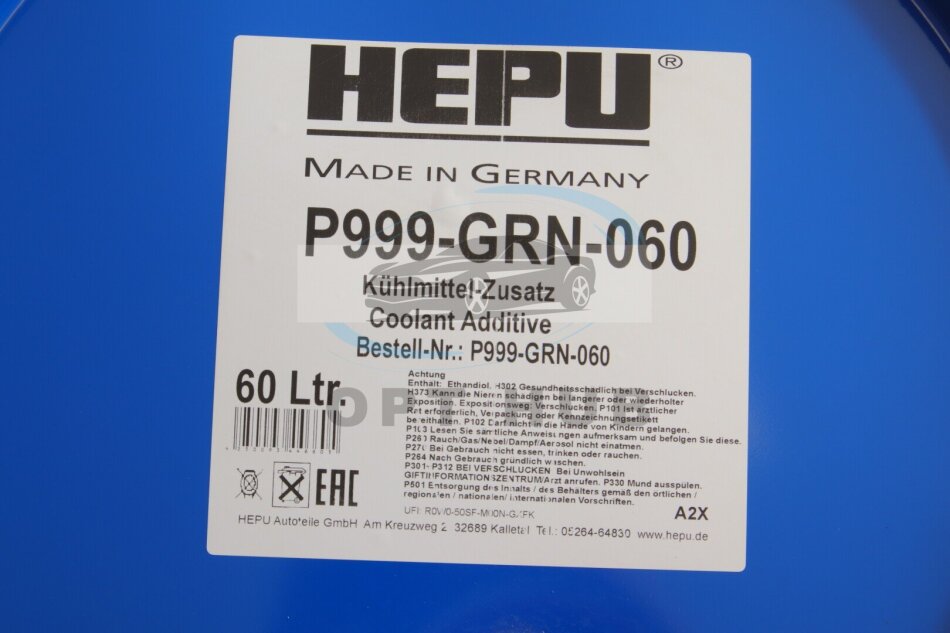 HEPU®
MADE IN GERMANY
P999-GRN-060
Kühlmittel-Zusatz
Coolant Additive
Bestell-Nr.: P999-GRN-060
60 Ltr.
Achtung
Enthält: Ethandiol. H302 Gesundheitsschädlich bei Verschlucken.
H373 Kann die Nieren schädigen bei längerer oder wiederholter
Exposition. Expositionsweg: Verschlucken. P101 Ist ärztlicher
Rat erforderlich, Verpackung oder Kennzeichnungsetikett
bereithalten. P102 Darf nicht in die Hände von Kindern gelangen.
P103 Lesen Sie sämtliche Anweisungen aufmerksam und befolgen Sie diese.
P260 Rauch/Gas/Nebel/Dampf/Aerosol nicht einatmen.
P270 Bei Gebrauch nicht essen, trinken oder rauchen.
P264 Nach Gebrauch gründlich waschen.
P301- P312 BEI VERSCHLUCKEN: Bei Unwohlsein
GIFTINFORMATIONSZENTRUM/Arzt anrufen. P330 Mund ausspülen.
P501 Entsorgung des Inhalts / des Behälters gemäß den örtlichen /
regionalen / nationalen/ internationalen Vorschriften.
EAC
A2X
UFI:
HEPU Autoteile GmbH Am Kreuzweg 2 32689 Kalletal Tel.: 05264-64830 www.hepu.de